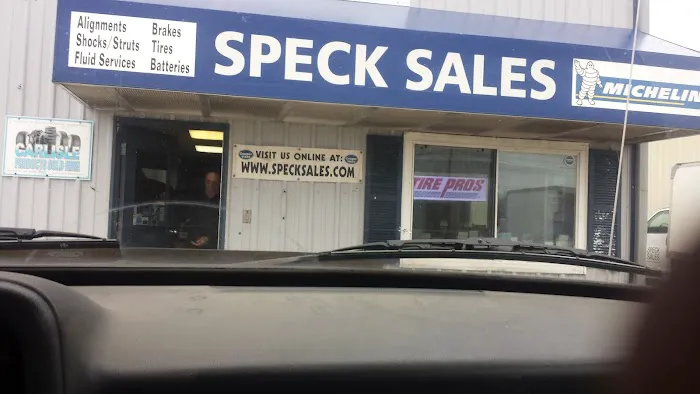 Alignments Brakes
Shocks/Struts Tires
Fluid Services Batteries
SPECK SALES
MICHELIN
CARLISLE
VISIT US ONLINE AT:
WWW.SPECKSALES.COM
TIRE PROS